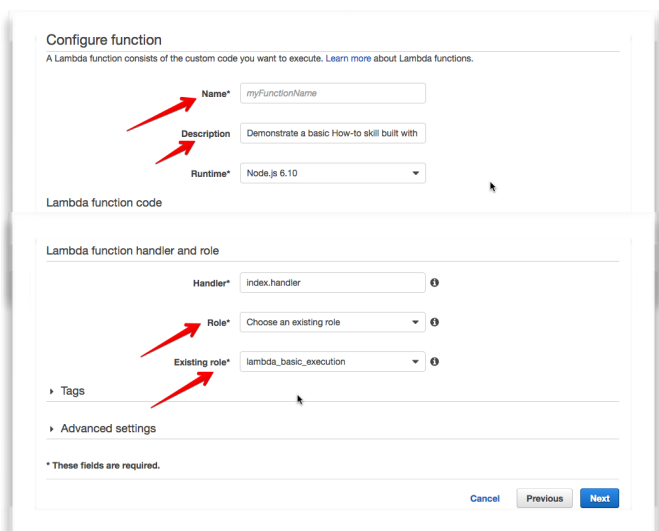 Configure function
A Lambda function consists of the custom code you want to execute. Learn more about Lambda functions.
Name* myFunctionName
Description Demonstrate a basic How-to skill built with
Runtime* Node.js 6.10
Lambda function code
Lambda function handler and role
Handler* index.handler
Role* Choose an existing role
Existing role* lambda_basic_execution
Tags
Advanced settings
* These fields are required.
Cancel Previous Next